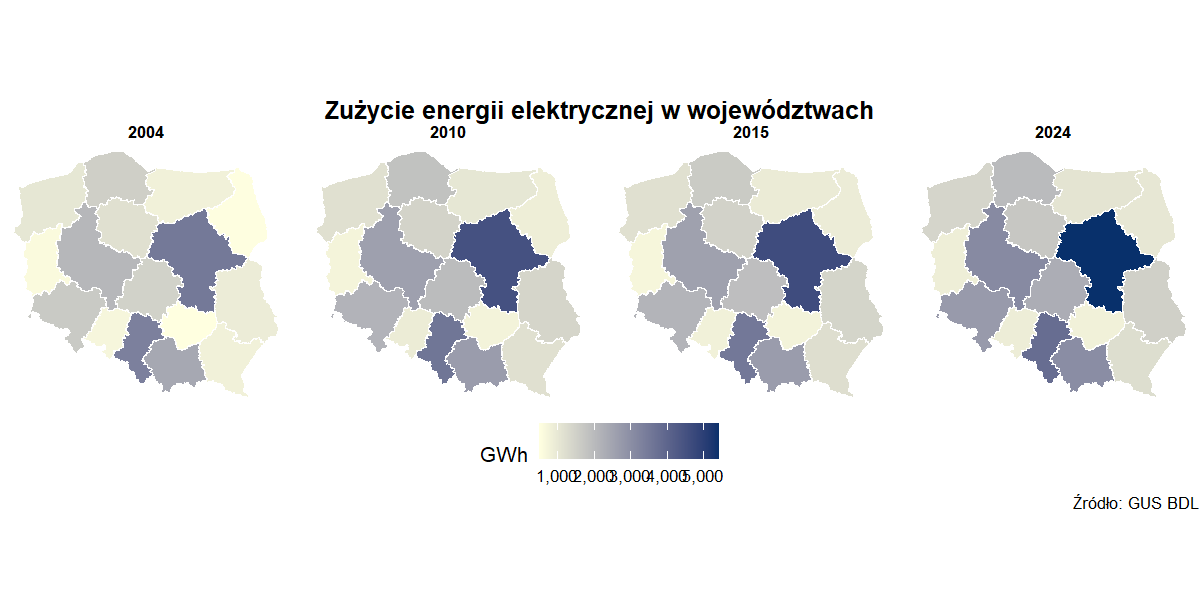 Zużycie energii elektrycznej w województwach
2004 2010 2015 2024
GWh
1,000 2,000 3,000 4,000 5,000
Źródło: GUS BDL